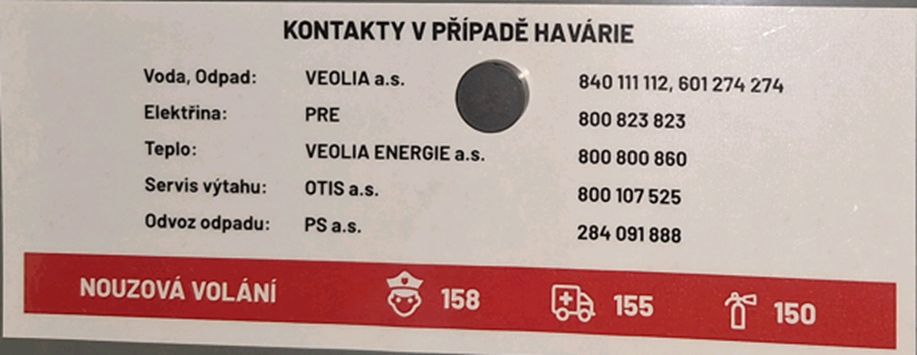 KONTAKTY V PŘÍPADĚ HAVÁRIE
Voda, Odpad: VEOLIA a.s. 840 111 112, 601 274 274
Elektřina: PRE 800 823 823
Teplo: VEOLIA ENERGIE a.s. 800 800 860
Servis výtahu: OTIS a.s. 800 107 525
Odvoz odpadu: PS a.s. 284 091 888
NOUZOVÁ VOLÁNÍ 158 155 150